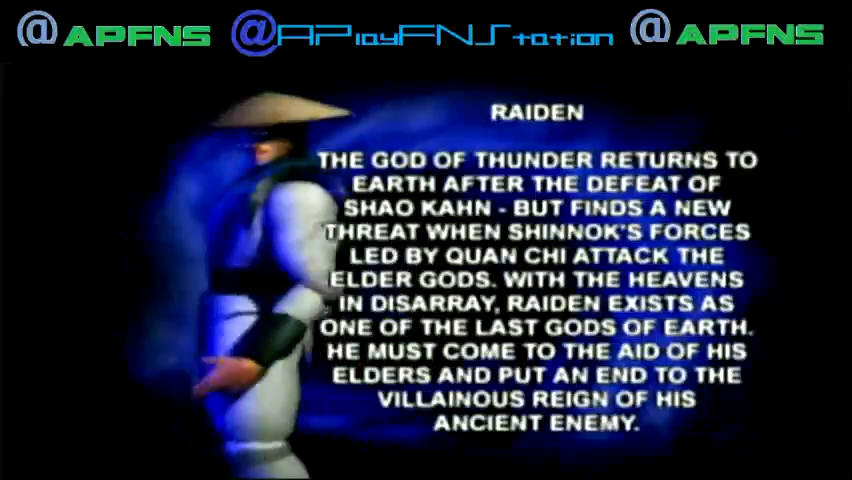 @APFNS @APlayFNStation @APFNS
RAIDEN
THE GOD OF THUNDER RETURNS TO
EARTH AFTER THE DEFEAT OF
SHAO KAHN - BUT FINDS A NEW
THREAT WHEN SHINNOK'S FORCES
LED BY QUAN CHI ATTACK THE
ELDER GODS. WITH THE HEAVENS
IN DISARRAY, RAIDEN EXISTS AS
ONE OF THE LAST GODS OF EARTH.
HE MUST COME TO THE AID OF HIS
ELDERS AND PUT AN END TO THE
VILLAINOUS REIGN OF HIS
ANCIENT ENEMY.